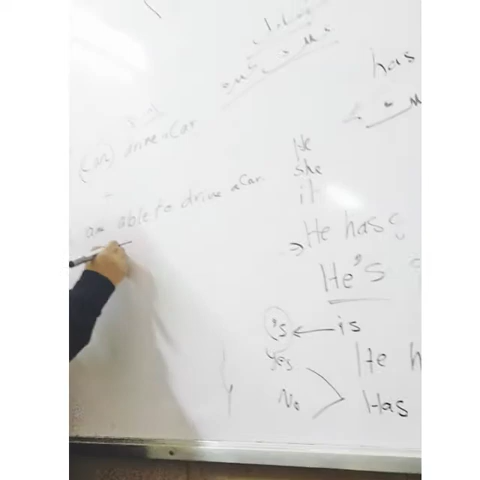 has
(can) drive a Car
am able to drive a Car.
He
she
it
He has
He's
's ← is
Yes
No
He h
Has